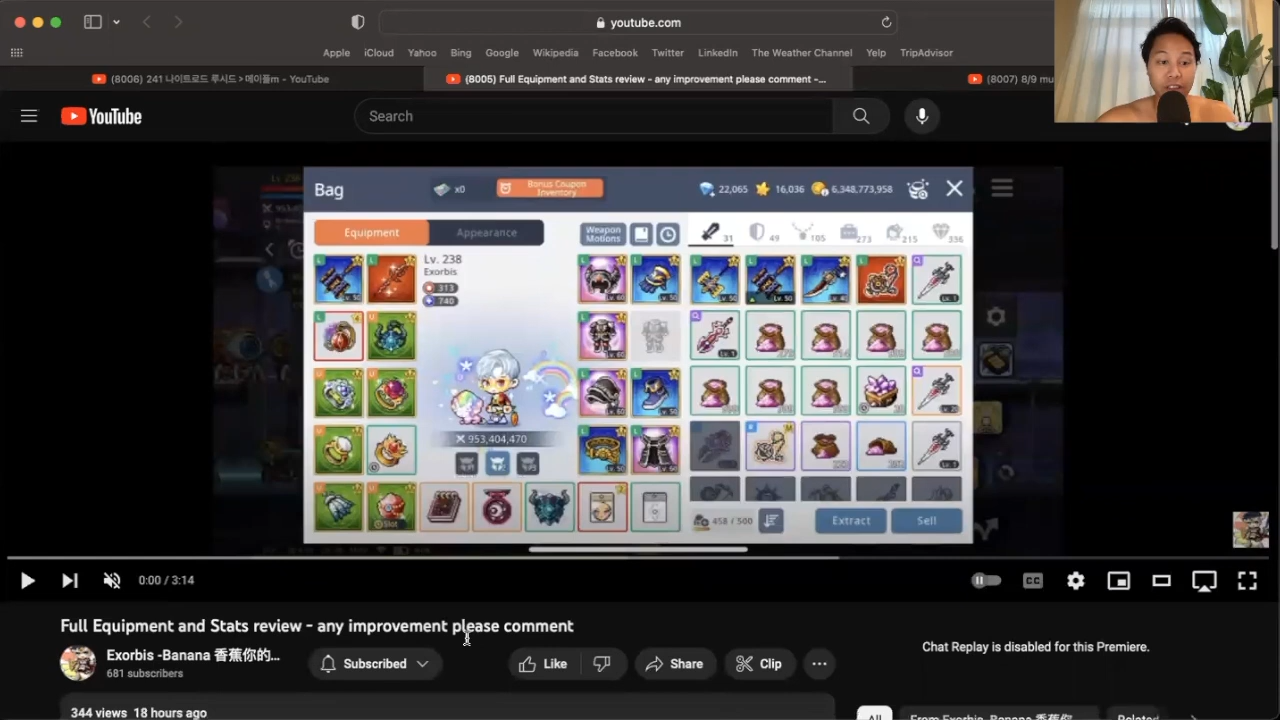 youtube.com
Apple iCloud Yahoo Bing Google Wikipedia Facebook Twitter LinkedIn The Weather Channel Yelp TripAdvisor
(8006) 241 나이트로드 루시드 > 메이플m - YouTube
(8005) Full Equipment and Stats review - any improvement please comment -...
(8007) 8/9 mu
YouTube
Search
Bag
x0
Bonus Coupon
Inventory
22,065
16,036
6,348,773,958
Equipment
Appearance
Weapon
Motions
31
49
105
273
215
336
Lv. 238
Exorbis
313
740
953,404,470
Slot
458 / 500
Extract
Sell
0:00 / 3:14
CC
Full Equipment and Stats review - any improvement please comment
Exorbis -Banana 香蕉你的...
681 subscribers
Subscribed
Like
Share
Clip
Chat Replay is disabled for this Premiere.
344 views 18 hours ago
All
From Exorbis -Banana 香蕉你